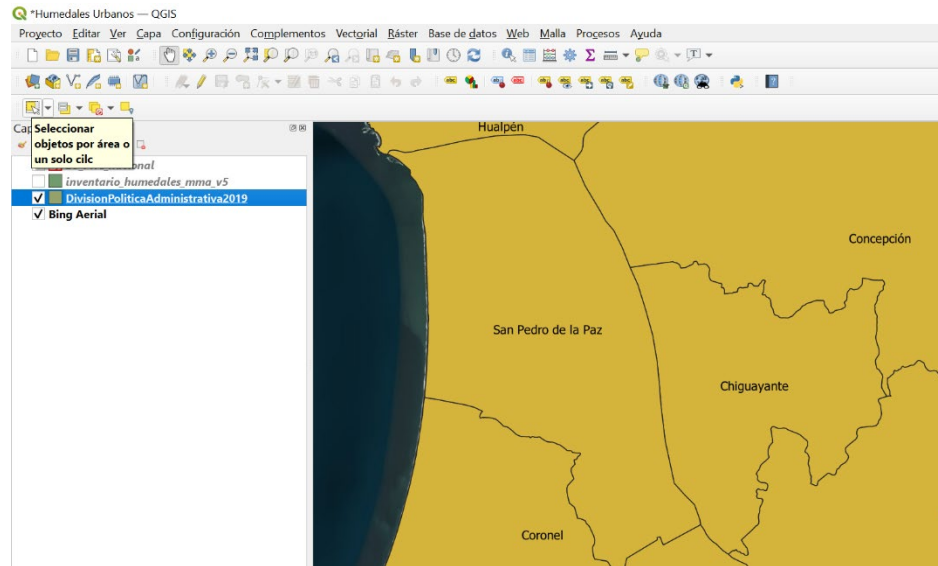 *Humedales Urbanos — QGIS
Proyecto Editar Ver Capa Configuración Complementos Vectorial Ráster Base de datos Web Malla Procesos Ayuda
Cap
Seleccionar
objetos por área o
un solo cilc
onal
inventario_humedales_mma_v5
DivisionPoliticaAdministrativa2019
Bing Aerial
Hualpén
Concepción
San Pedro de la Paz
Chiguayante
Coronel